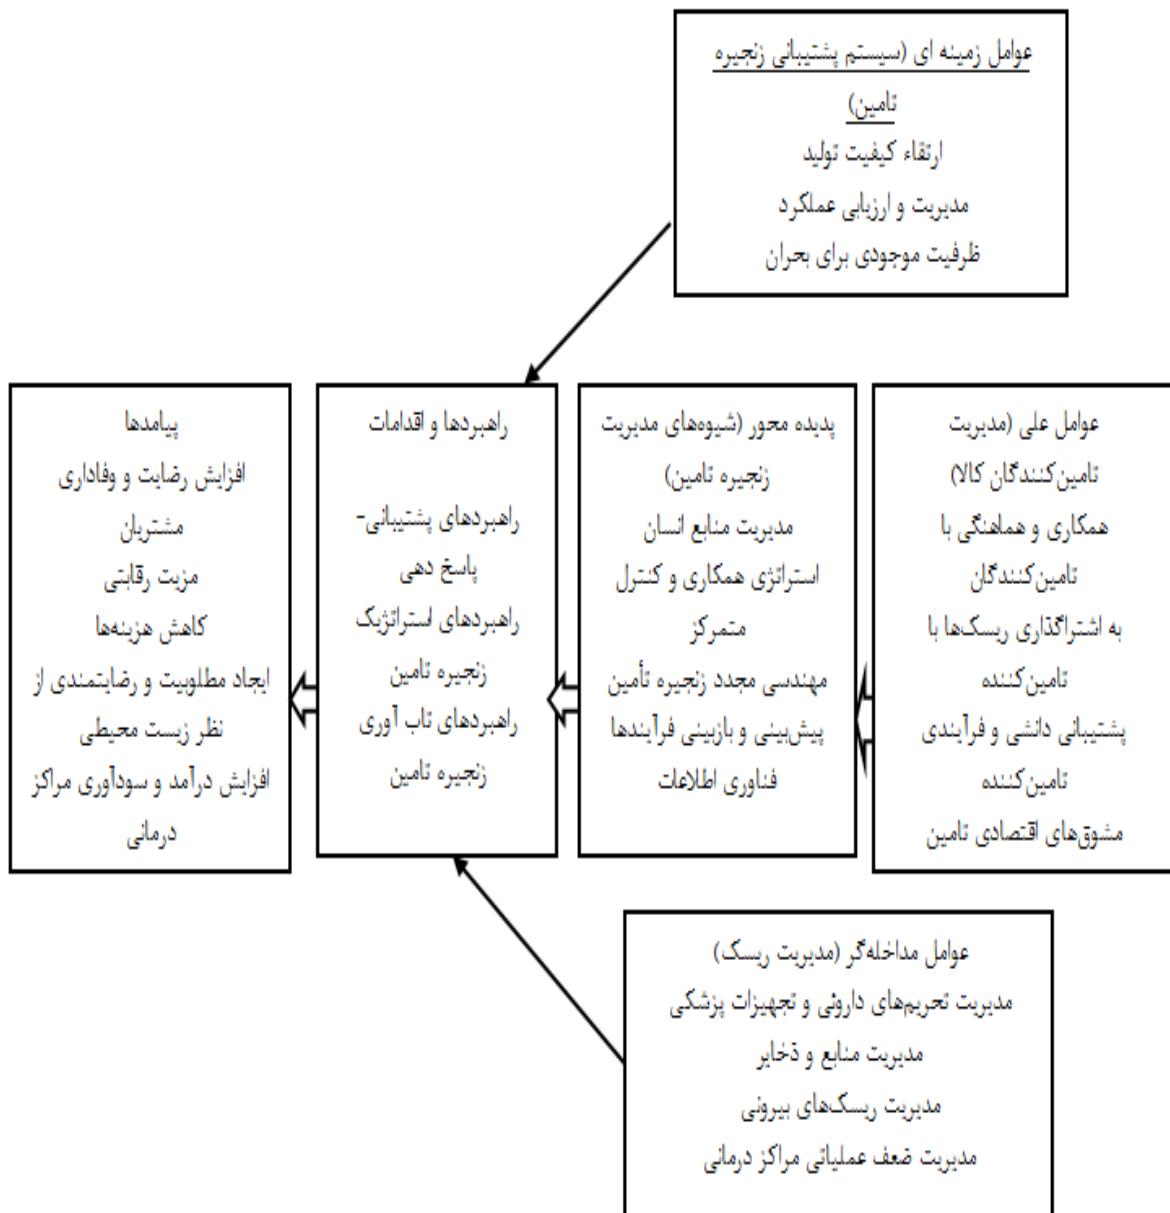 عوامل زمینه ای (سیستم پشتیبانی زنجیره
تامین)
ارتقاء کیفیت تولید
مدیریت و ارزیابی عملکرد
ظرفیت موجودی برای بحران
عوامل علی (مدیریت
تامین‌کنندگان کالا)
همکاری و هماهنگی با
تامین‌کنندگان
به اشتراگذاری ریسک‌ها با
تامین‌کننده
پشتیبانی دانشی و فرآیندی
تامین‌کننده
مشوق‌های اقتصادی تامین
پدیده محور (شیوه‌های مدیریت
زنجیره تامین)
مدیریت منابع انسان
استراتژی همکاری و کنترل
متمرکز
مهندسی مجدد زنجیره تأمین
پیش‌بینی و بازبینی فرآیندها
فناوری اطلاعات
راهبردها و اقدامات
راهبردهای پشتیبانی-
پاسخ دهی
راهبردهای استراتژیک
زنجیره تامین
راهبردهای تاب آوری
زنجیره تامین
پیامدها
افزایش رضایت و وفاداری
مشتریان
مزیت رقابتی
کاهش هزینه‌ها
ایجاد مطلوبیت و رضایتمندی از
نظر زیست محیطی
افزایش درآمد و سودآوری مراکز
درمانی
عوامل مداخله‌گر (مدیریت ریسک)
مدیریت تحریم‌های داروئی و تجهیزات پزشکی
مدیریت منابع و ذخایر
مدیریت ریسک‌های بیرونی
مدیریت ضعف عملیاتی مراکز درمانی